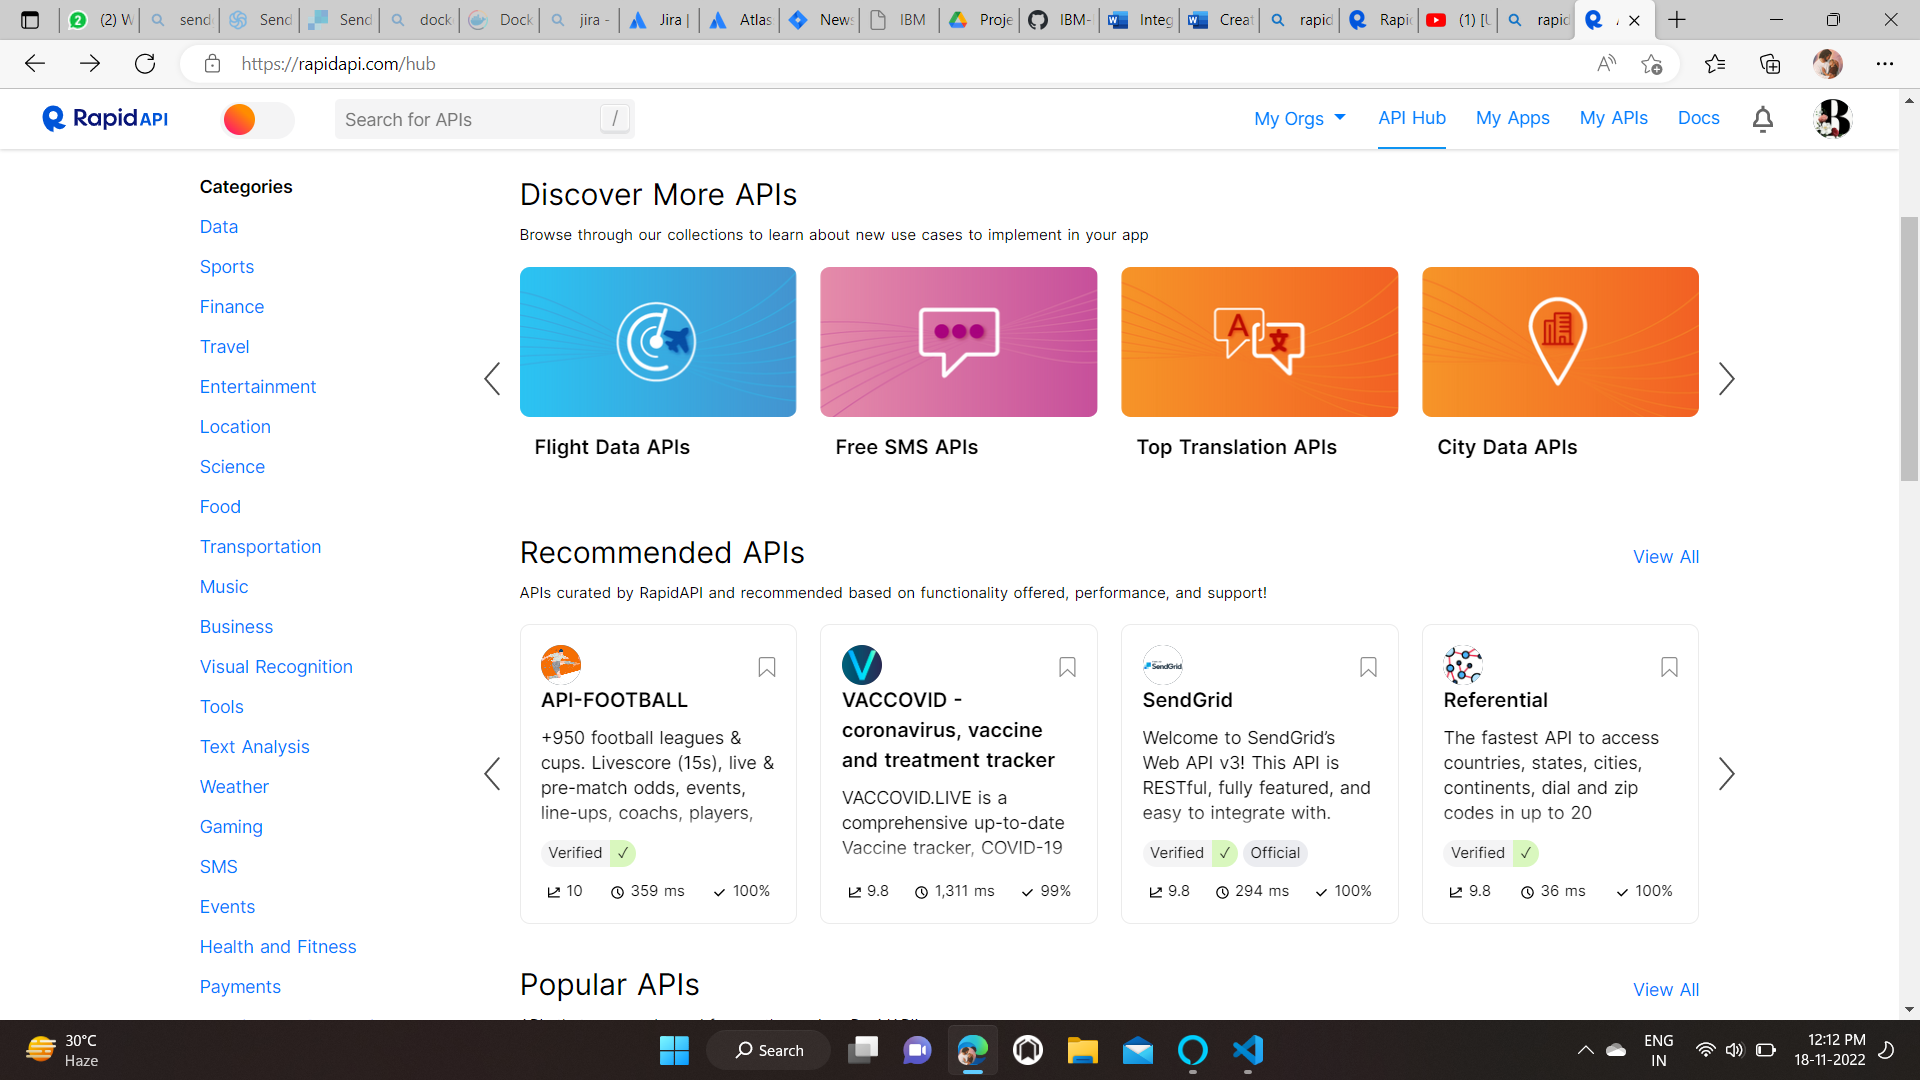 2
(2) W
send
Send
Send
dock
Dock
jira -
Jira |
Atlas
News
IBM
Proje
IBM-
Integ
Creat
rapid
Rapid
(1) [U
rapid
https://rapidapi.com/hub
Rapid API
Search for APIs
/
My Orgs
API Hub
My Apps
My APIs
Docs
B
Categories
Data
Sports
Finance
Travel
Entertainment
Location
Science
Food
Transportation
Music
Business
Visual Recognition
Tools
Text Analysis
Weather
Gaming
SMS
Events
Health and Fitness
Payments
Discover More APIs
Browse through our collections to learn about new use cases to implement in your app
A 文
Flight Data APIs
Free SMS APIs
Top Translation APIs
City Data APIs
Recommended APIs
View All
APIs curated by RapidAPI and recommended based on functionality offered, performance, and support!
API-FOOTBALL
+950 football leagues &
cups. Livescore (15s), live &
pre-match odds, events,
line-ups, coachs, players,
Verified ✓
10 359 ms 100%
V
VACCOVID -
coronavirus, vaccine
and treatment tracker
VACCOVID.LIVE is a
comprehensive up-to-date
Vaccine tracker, COVID-19
9.8 1,311 ms 99%
SendGrid
SendGrid
Welcome to SendGrid’s
Web API v3! This API is
RESTful, fully featured, and
easy to integrate with.
Verified ✓ Official
9.8 294 ms 100%
Referential
The fastest API to access
countries, states, cities,
continents, dial and zip
codes in up to 20
Verified ✓
9.8 36 ms 100%
Popular APIs
View All
30°C
Haze
Search
ENG
IN
12:12 PM
18-11-2022